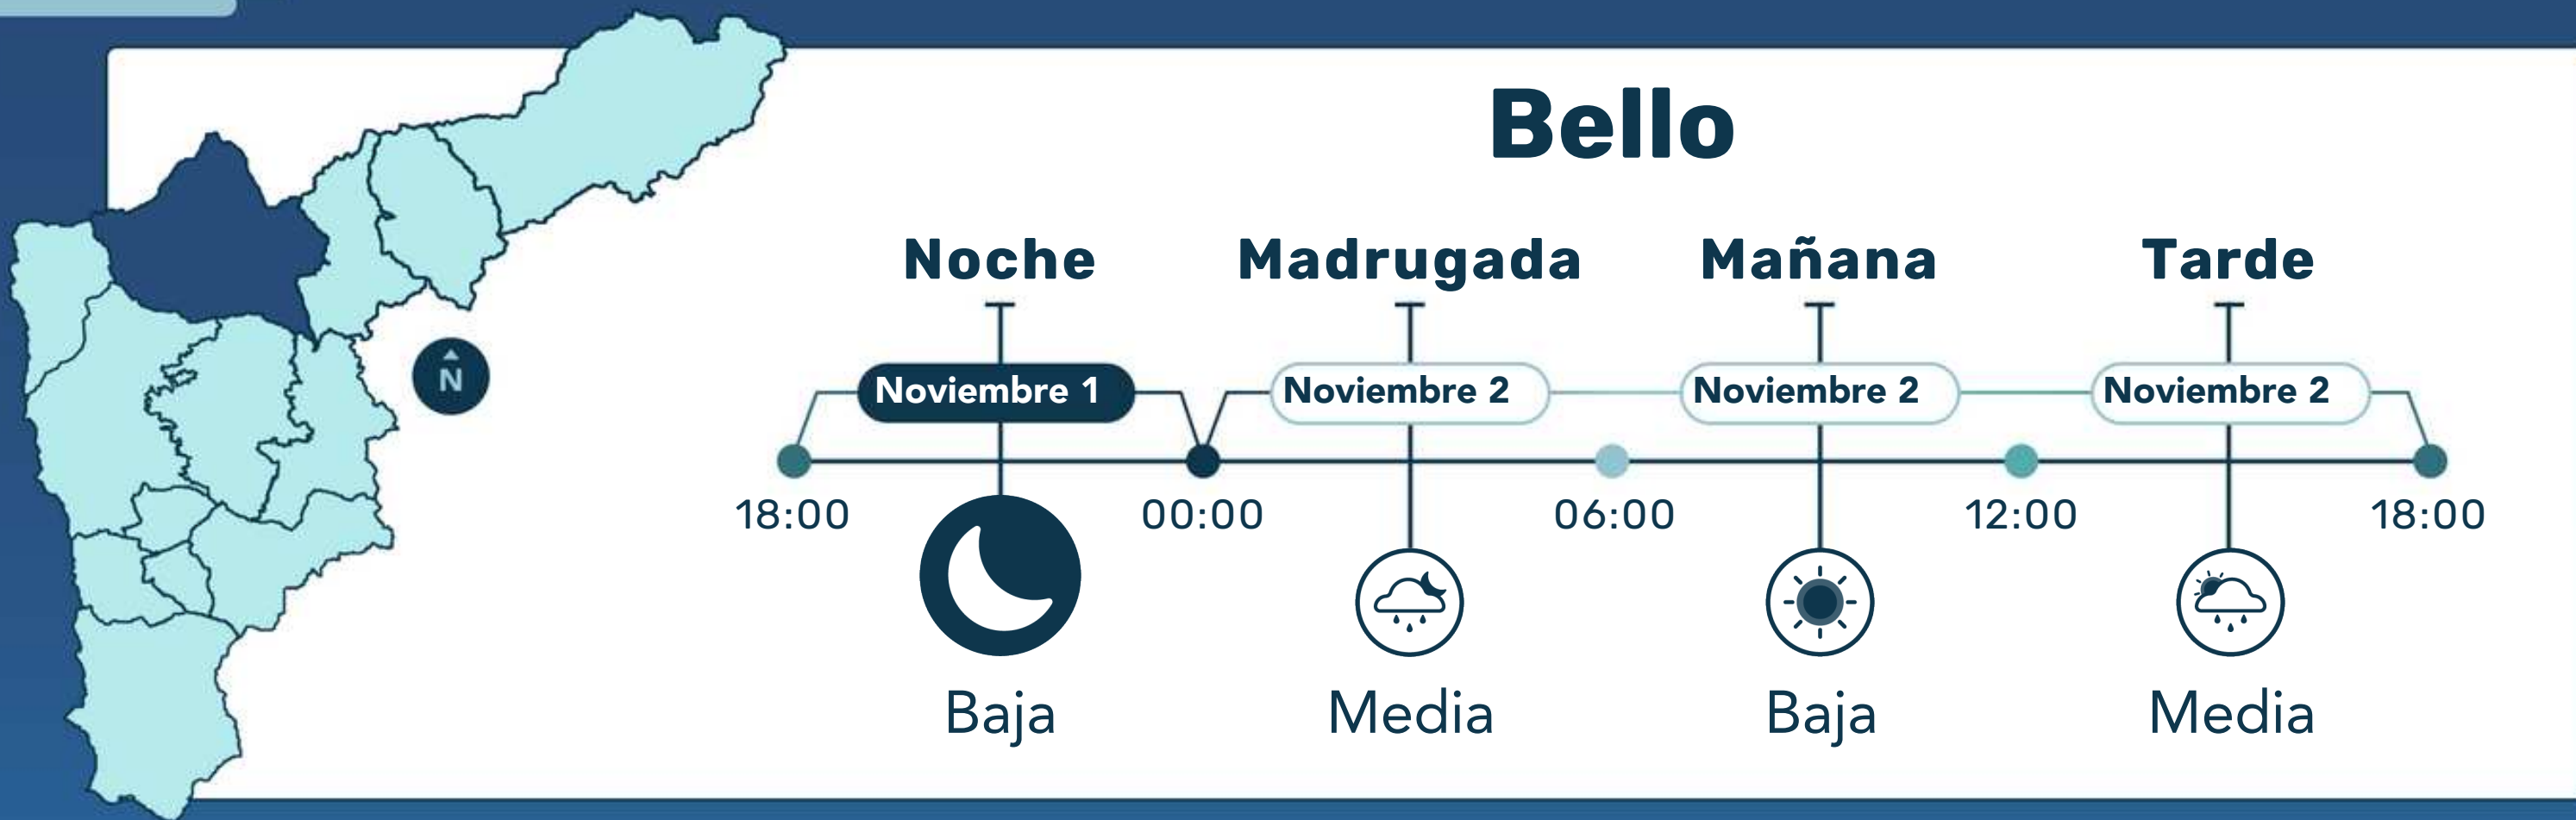 Bello
Noche Madrugada Mañana Tarde
Noviembre 1 Noviembre 2 Noviembre 2 Noviembre 2
N
18:00 00:00 06:00 12:00 18:00
Baja Media Baja Media